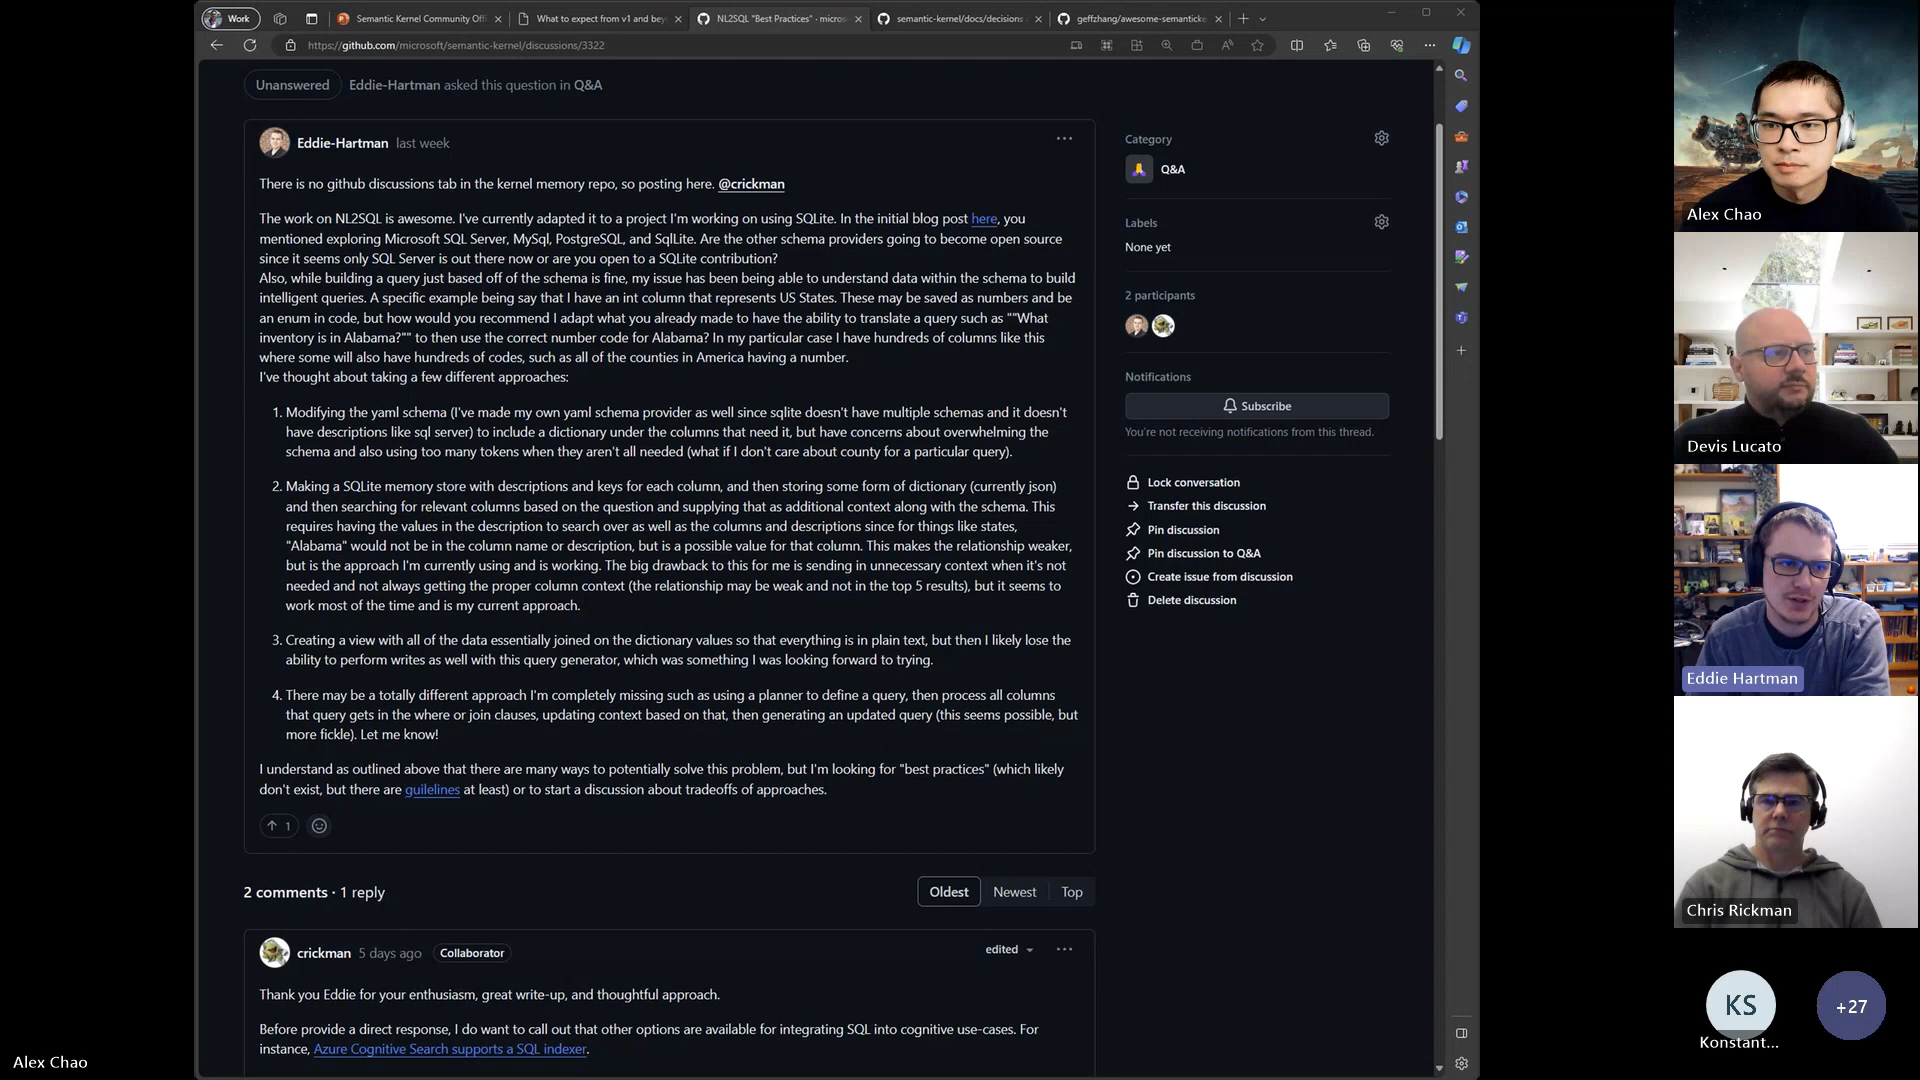 Work
Semantic Kernel Community Offi
What to expect from v1 and bey
NL2SQL "Best Practices" · micros
semantic-kernel/docs/decisions
geffzhang/awesome-semantick
https://github.com/microsoft/semantic-kernel/discussions/3322
Unanswered
Eddie-Hartman asked this question in Q&A
Eddie-Hartman last week
There is no github discussions tab in the kernel memory repo, so posting here. @crickman
The work on NL2SQL is awesome. I've currently adapted it to a project I'm working on using SQLite. In the initial blog post here, you
mentioned exploring Microsoft SQL Server, MySql, PostgreSQL, and SqlLite. Are the other schema providers going to become open source
since it seems only SQL Server is out there now or are you open to a SQLite contribution?
Also, while building a query just based off of the schema is fine, my issue has been being able to understand data within the schema to build
intelligent queries. A specific example being say that I have an int column that represents US States. These may be saved as numbers and be
an enum in code, but how would you recommend I adapt what you already made to have the ability to translate a query such as ""What
inventory is in Alabama?"" to then use the correct number code for Alabama? In my particular case I have hundreds of columns like this
where some will also have hundreds of codes, such as all of the counties in America having a number.
I've thought about taking a few different approaches:
1. Modifying the yaml schema (I've made my own yaml schema provider as well since sqlite doesn't have multiple schemas and it doesn't
have descriptions like sql server) to include a dictionary under the columns that need it, but have concerns about overwhelming the
schema and also using too many tokens when they aren't all needed (what if I don't care about county for a particular query).
2. Making a SQLite memory store with descriptions and keys for each column, and then storing some form of dictionary (currently json)
and then searching for relevant columns based on the question and supplying that as additional context along with the schema. This
requires having the values in the description to search over as well as the columns and descriptions since for things like states,
"Alabama" would not be in the column name or description, but is a possible value for that column. This makes the relationship weaker,
but is the approach I'm currently using and is working. The big drawback to this for me is sending in unnecessary context when it's not
needed and not always getting the proper column context (the relationship may be weak and not in the top 5 results), but it seems to
work most of the time and is my current approach.
3. Creating a view with all of the data essentially joined on the dictionary values so that everything is in plain text, but then I likely lose the
ability to perform writes as well with this query generator, which was something I was looking forward to trying.
4. There may be a totally different approach I'm completely missing such as using a planner to define a query, then process all columns
that query gets in the where or join clauses, updating context based on that, then generating an updated query (this seems possible, but
more fickle). Let me know!
I understand as outlined above that there are many ways to potentially solve this problem, but I'm looking for "best practices" (which likely
don't exist, but there are guilelines at least) or to start a discussion about tradeoffs of approaches.
1
2 comments · 1 reply
Oldest
Newest
Top
crickman 5 days ago Collaborator
edited
Thank you Eddie for your enthusiasm, great write-up, and thoughtful approach.
Before provide a direct response, I do want to call out that other options are available for integrating SQL into cognitive use-cases. For
instance, Azure Cognitive Search supports a SQL indexer.
Category
Q&A
Labels
None yet
2 participants
Notifications
Subscribe
You're not receiving notifications from this thread.
Lock conversation
Transfer this discussion
Pin discussion
Pin discussion to Q&A
Create issue from discussion
Delete discussion
Alex Chao
Devis Lucato
Eddie Hartman
Chris Rickman
KS
+27
Konstant...
Alex Chao